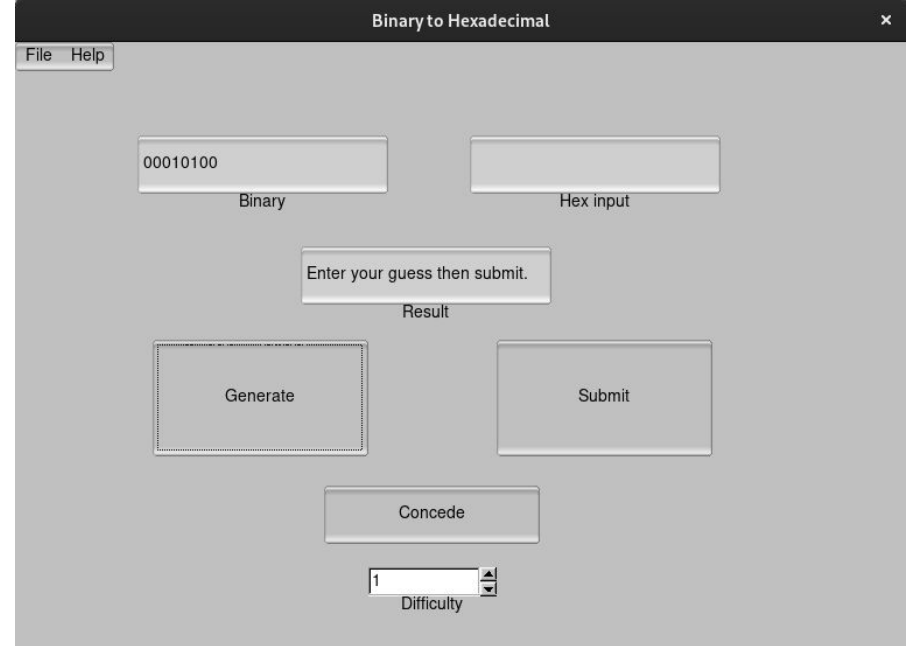 Binary to Hexadecimal ×
File Help
00010100
Binary
Hex input
Enter your guess then submit.
Result
Generate
Submit
Concede
1
Difficulty